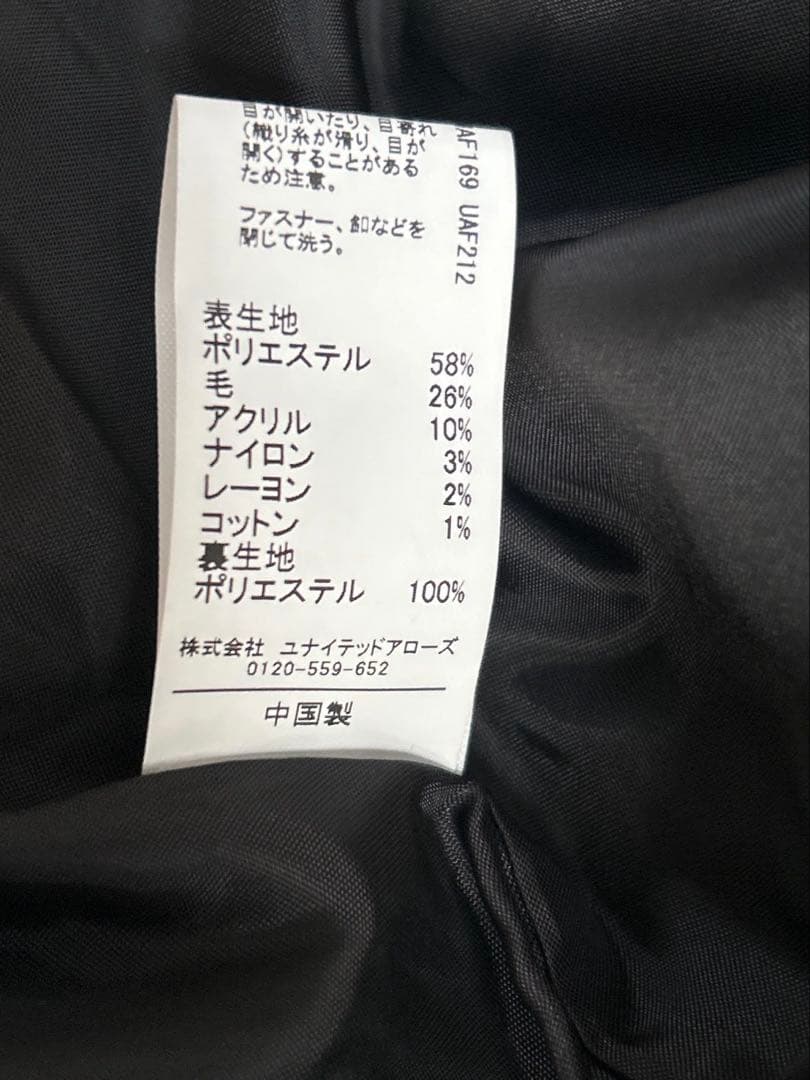 目が開いたり、目寄れ
(織り糸が滑り、目が
開く)することがある
ため注意。
ファスナー、釦などを
閉じて洗う。
AF169 UAF212
表生地
ポリエステル 58%
毛 26%
アクリル 10%
ナイロン 3%
レーヨン 2%
コットン 1%
裏生地
ポリエステル 100%
株式会社 ユナイテッドアローズ
0120-559-652
中国製